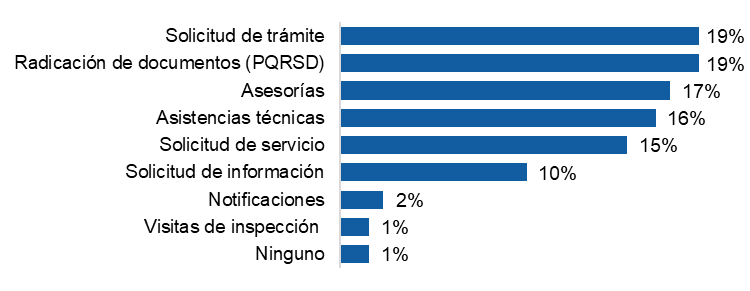 Solicitud de trámite 19%
Radicación de documentos (PQRSD) 19%
Asesorías 17%
Asistencias técnicas 16%
Solicitud de servicio 15%
Solicitud de información 10%
Notificaciones 2%
Visitas de inspección 1%
Ninguno 1%